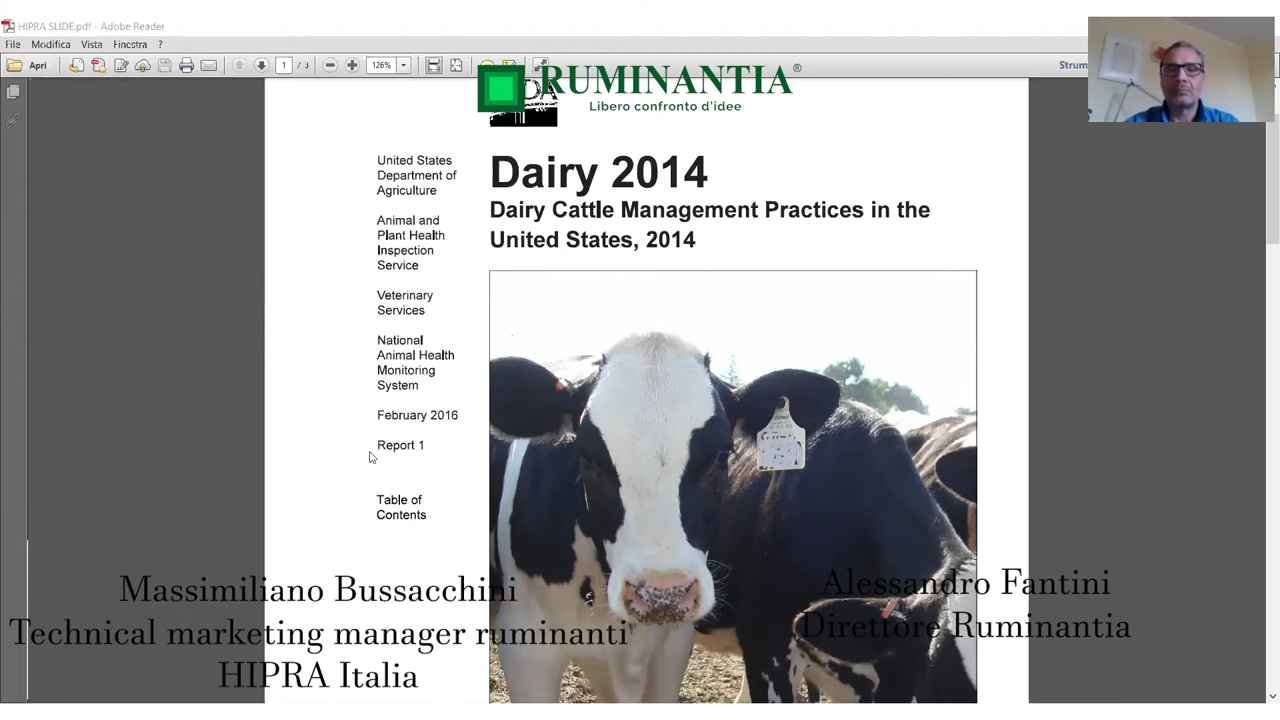 HIPRA SLIDE.pdf - Adobe Reader
File Modifica Vista Finestra ?
Apri 1 / 3 126% Strum
RUMINANTIA®
Libero confronto d'idee
United States
Department of
Agriculture
Animal and
Plant Health
Inspection
Service
Veterinary
Services
National
Animal Health
Monitoring
System
February 2016
Report 1
Table of
Contents
Dairy 2014
Dairy Cattle Management Practices in the
United States, 2014
Massimiliano Bussacchini
Technical marketing manager ruminanti
HIPRA Italia
Alessandro Fantini
Direttore Ruminantia